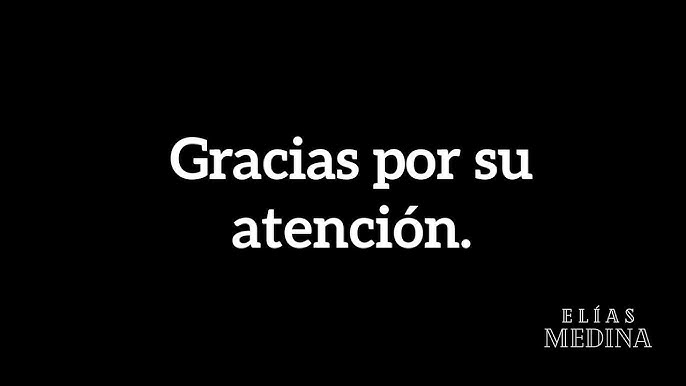 Gracias por su
atención.
ELÍAS
MEDINA